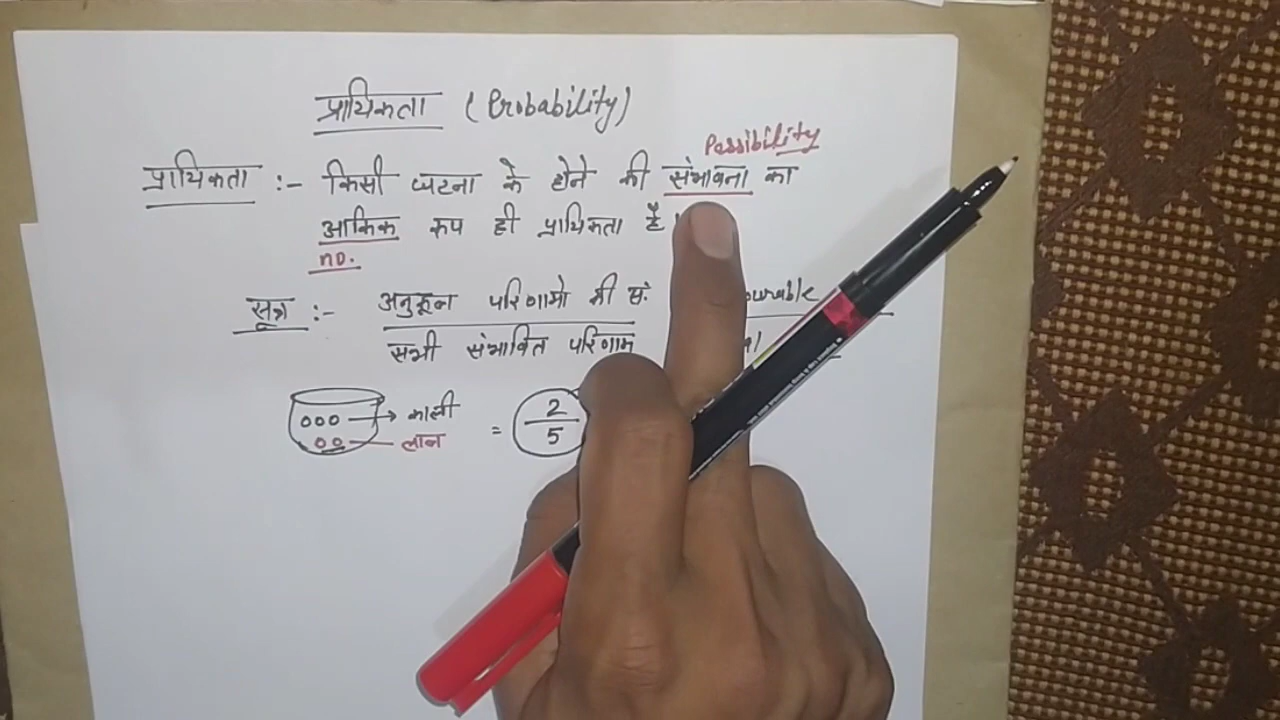 प्रायिकता (Probability)
Possibility
प्रायिकता :- किसी घटना के होने की संभावना का
आंकिक रुप ही प्रायिकता है
no.
सूत्र :- अनुकूल परिणामो की सं.
सभी संभावित परिणाम
काली
लाल
= 2/5